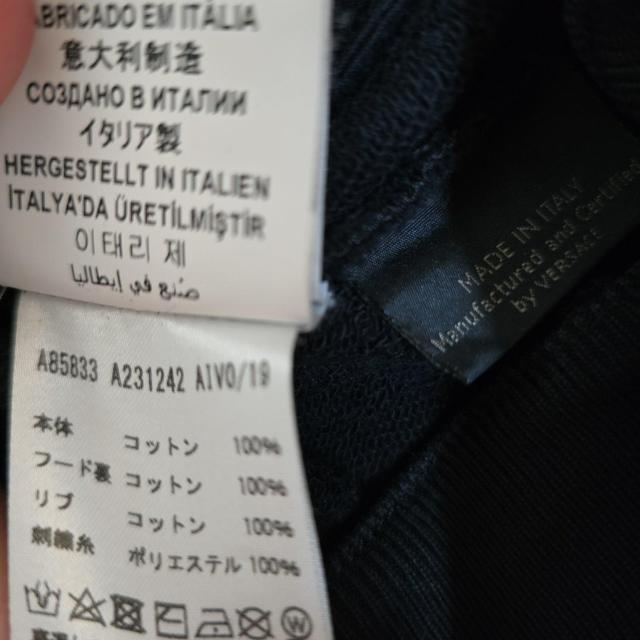 FABRICADO EM ITÁLIA
意大利制造
СОЗДАНО В ИТАЛИИ
イタリア製
HERGESTELLT IN ITALIEN
İTALYA'DA ÜRETİLMİŞTİR
이태리 제
صنع في إيطاليا
A85833 A231242 A1V0/19
本体 コットン 100%
フード裏 コットン 100%
リブ コットン 100%
刺繍糸 ポリエステル 100%
MADE IN ITALY
Manufactured and Certified
by VERSACE